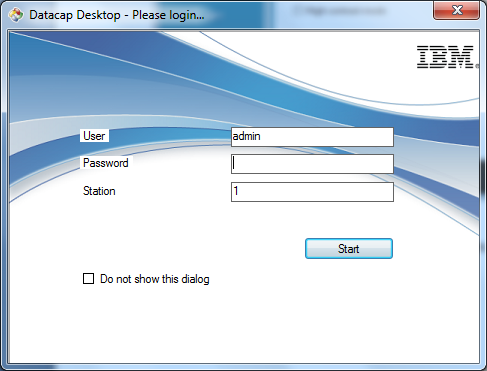 Datacap Desktop - Please login...
IBM.
User admin
Password
Station 1
Start
Do not show this dialog